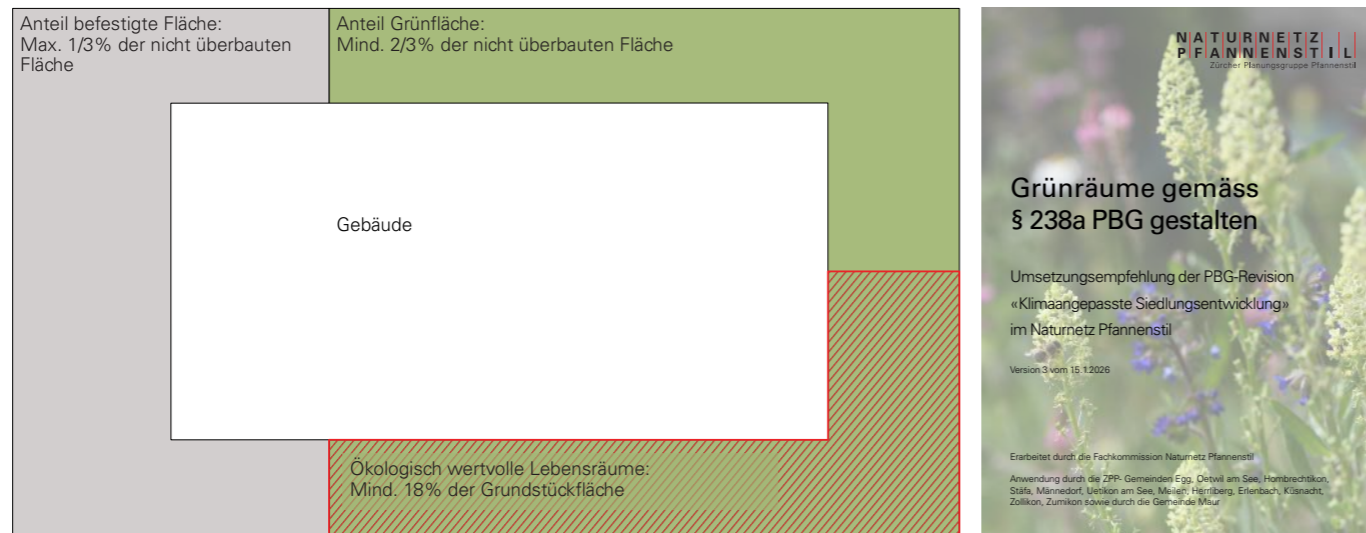 Anteil befestigte Fläche:
Max. 1/3% der nicht überbauten
Fläche
Anteil Grünfläche:
Mind. 2/3% der nicht überbauten Fläche
Gebäude
Ökologisch wertvolle Lebensräume:
Mind. 18% der Grundstückfläche
NATURNETZ
PFANNENSTIL
Zürcher Planungsgruppe Pfannenstil
Grünräume gemäss
§ 238a PBG gestalten
Umsetzungsempfehlung der PBG-Revision
«Klimaangepasste Siedlungsentwicklung»
im Naturnetz Pfannenstil
Version 3 vom 15.1.2026
Erarbeitet durch die Fachkommission Naturnetz Pfannenstil
Anwendung durch die ZPP- Gemeinden Egg, Oetwil am See, Hombrechtikon,
Stäfa, Männedorf, Uetikon am See, Meilen, Herrliberg, Erlenbach, Küsnacht,
Zollikon, Zumikon sowie durch die Gemeinde Maur